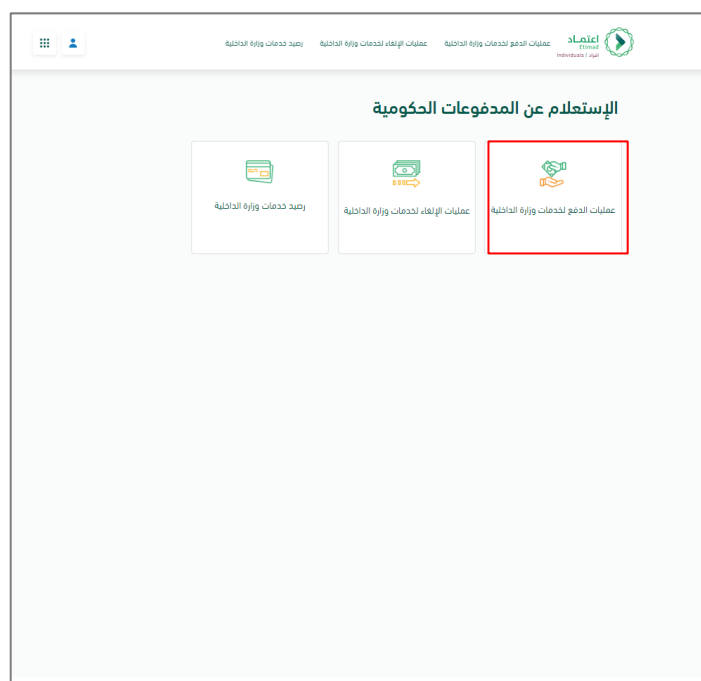 اعتماد
Etimad
افراد / Individuals
عمليات الدفع لخدمات وزارة الداخلية
عمليات الإلغاء لخدمات وزارة الداخلية
رصيد خدمات وزارة الداخلية
الإستعلام عن المدفوعات الحكومية
عمليات الدفع لخدمات وزارة الداخلية
عمليات الإلغاء لخدمات وزارة الداخلية
رصيد خدمات وزارة الداخلية